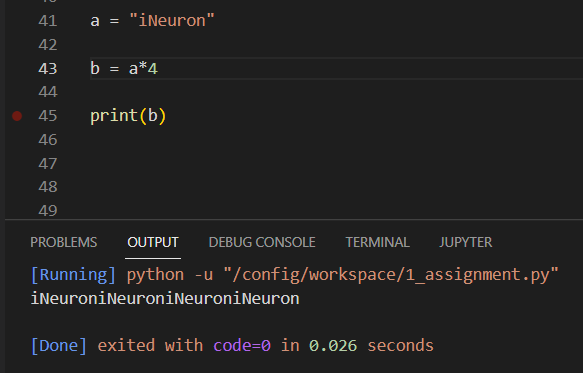 41 a = "iNeuron"
42
43 b = a*4
44
45 print(b)
46
47
48
49
PROBLEMS OUTPUT DEBUG CONSOLE TERMINAL JUPYTER
[Running] python -u "/config/workspace/1_assignment.py"
iNeuroniNeuroniNeuroniNeuron
[Done] exited with code=0 in 0.026 seconds